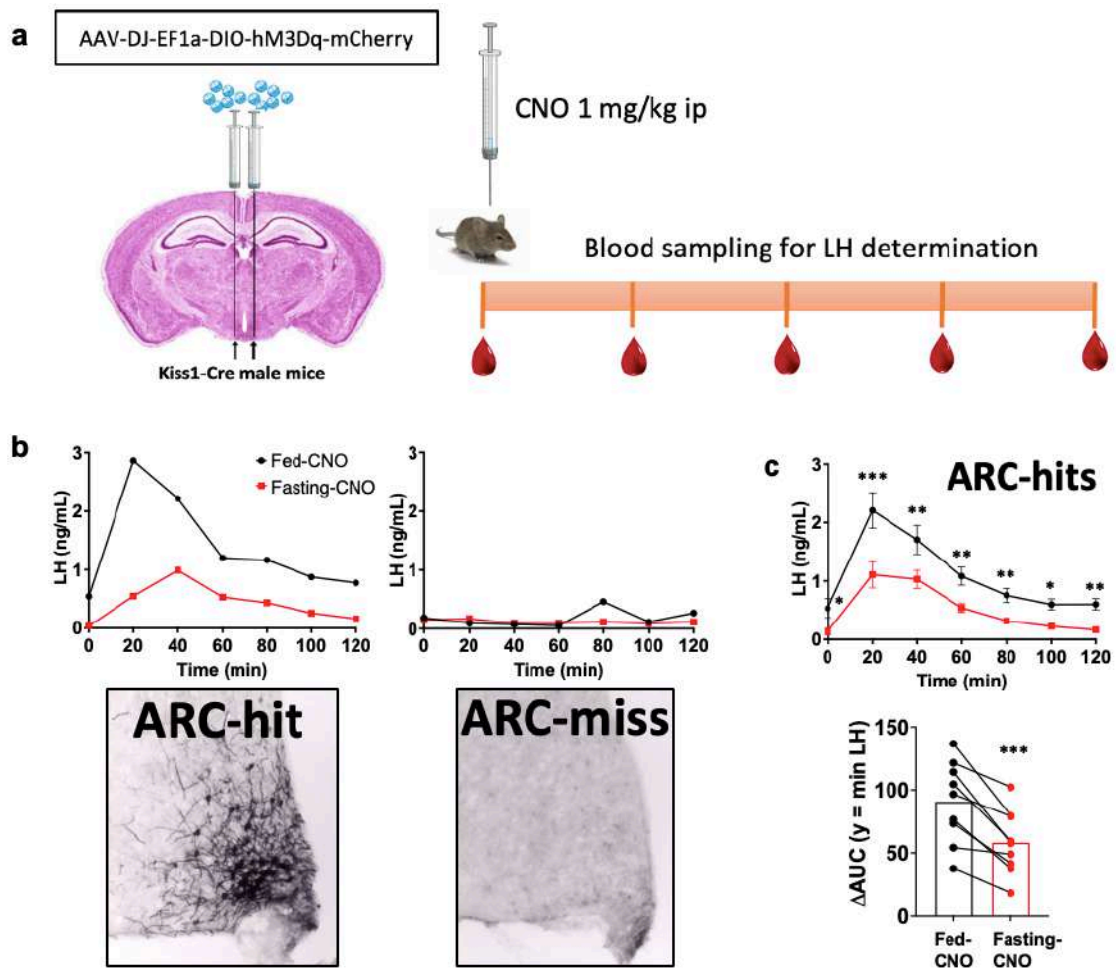 a
AAV-DJ-EF1a-DIO-hM3Dq-mCherry
CNO 1 mg/kg ip
Blood sampling for LH determination
Kiss1-Cre male mice
b
3
2
1
0
LH (ng/mL)
Fed-CNO
Fasting-CNO
0 20 40 60 80 100 120
Time (min)
3
2
1
0
LH (ng/mL)
0 20 40 60 80 100 120
Time (min)
ARC-hit
ARC-miss
c
ARC-hits
3
2
1
0
LH (ng/mL)
* *** ** ** ** * **
0 20 40 60 80 100 120
Time (min)
150
100
50
0
ΔAUC (y = min LH)
***
Fed-
CNO
Fasting-
CNO